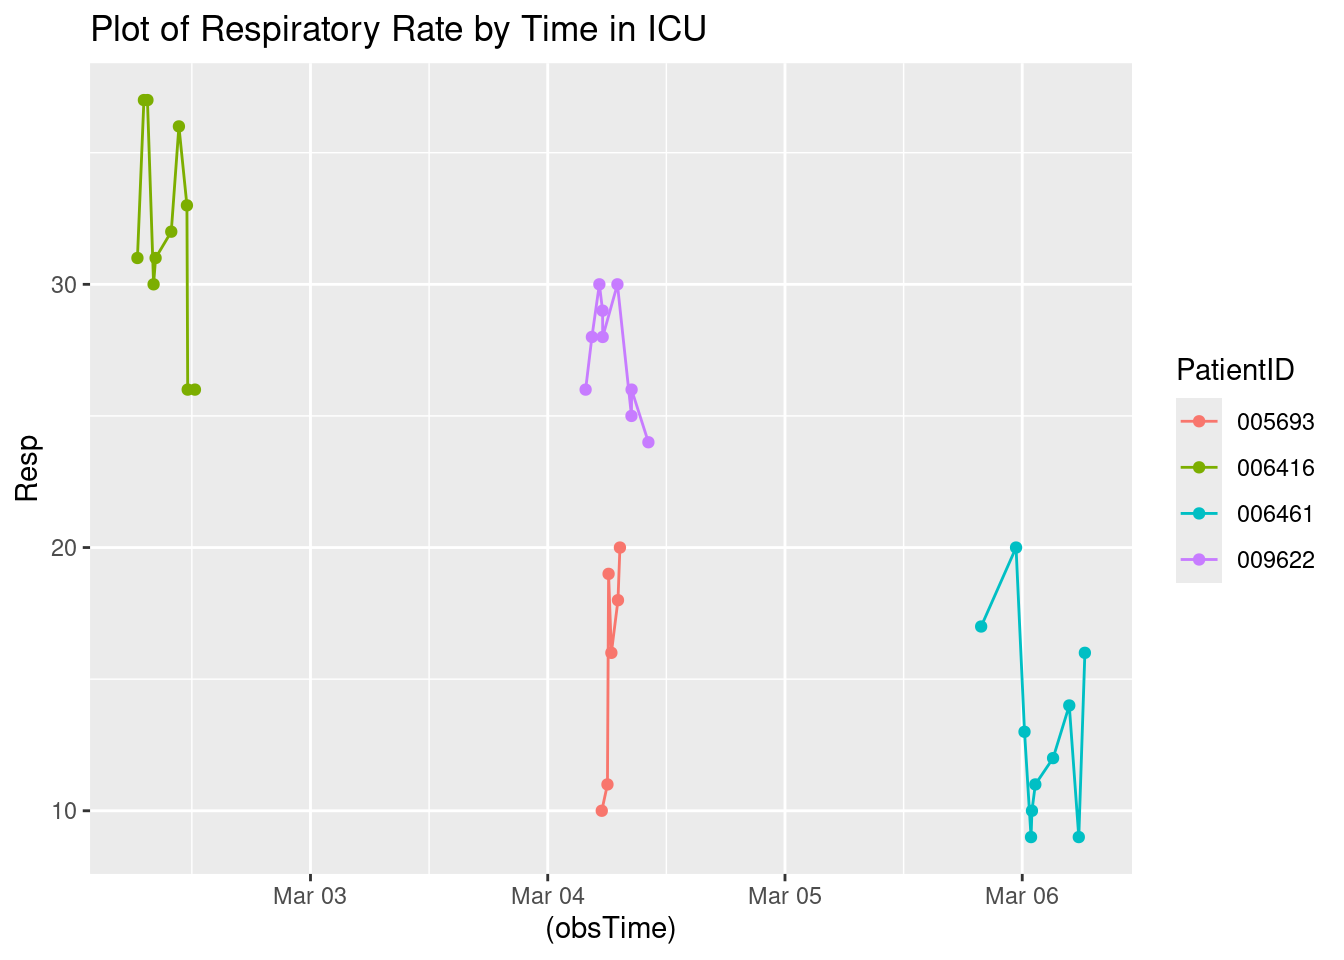 Plot of Respiratory Rate by Time in ICU
Resp
30
20
10
Mar 03
Mar 04
Mar 05
Mar 06
(obsTime)
PatientID
005693
006416
006461
009622